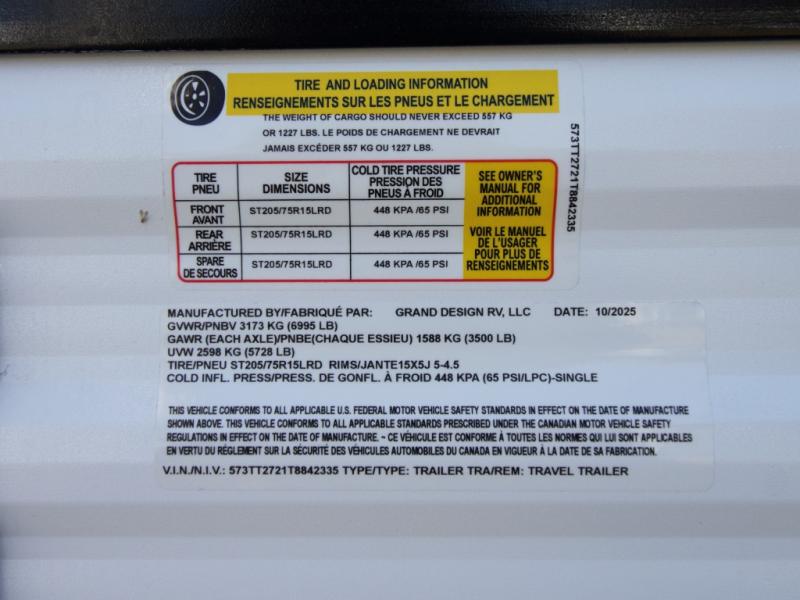 TIRE AND LOADING INFORMATION
RENSEIGNEMENTS SUR LES PNEUS ET LE CHARGEMENT
THE WEIGHT OF CARGO SHOULD NEVER EXCEED 557 KG
OR 1227 LBS. LE POIDS DE CHARGEMENT NE DEVRAIT
JAMAIS EXCÉDER 557 KG OU 1227 LBS.
573TT2721T8842335
TIRE
PNEU
SIZE
DIMENSIONS
COLD TIRE PRESSURE
PRESSION DES
PNEUS À FROID
FRONT
AVANT
ST205/75R15LRD
448 KPA /65 PSI
REAR
ARRIÈRE
ST205/75R15LRD
448 KPA /65 PSI
SPARE
DE SECOURS
ST205/75R15LRD
448 KPA /65 PSI
SEE OWNER'S
MANUAL FOR
ADDITIONAL
INFORMATION
VOIR LE MANUEL
DE L'USAGER
POUR PLUS DE
RENSEIGNEMENTS
MANUFACTURED BY/FABRIQUÉ PAR: GRAND DESIGN RV, LLC DATE: 10/2025
GVWR/PNBV 3173 KG (6995 LB)
GAWR (EACH AXLE)/PNBE(CHAQUE ESSIEU) 1588 KG (3500 LB)
UVW 2598 KG (5728 LB)
TIRE/PNEU ST205/75R15LRD RIMS/JANTE15X5J 5-4.5
COLD INFL. PRESS/PRESS. DE GONFL. À FROID 448 KPA (65 PSI/LPC)-SINGLE
THIS VEHICLE CONFORMS TO ALL APPLICABLE U.S. FEDERAL MOTOR VEHICLE SAFETY STANDARDS IN EFFECT ON THE DATE OF MANUFACTURE
SHOWN ABOVE. THIS VEHICLE CONFORMS TO ALL APPLICABLE STANDARDS PRESCRIBED UNDER THE CANADIAN MOTOR VEHICLE SAFETY
REGULATIONS IN EFFECT ON THE DATE OF MANUFACTURE. ~ CE VÉHICULE EST CONFORME À TOUTES LES NORMES QUI LUI SONT APPLICABLES
EN VERTU DU RÉGLEMENT SUR LA SÉCURITÉ DES VÉHICULES AUTOMOBILES DU CANADA EN VIGUEUR À LA DATE DE SA FABRICATION.
V.I.N./N.I.V.: 573TT2721T8842335 TYPE/TYPE: TRAILER TRA/REM: TRAVEL TRAILER